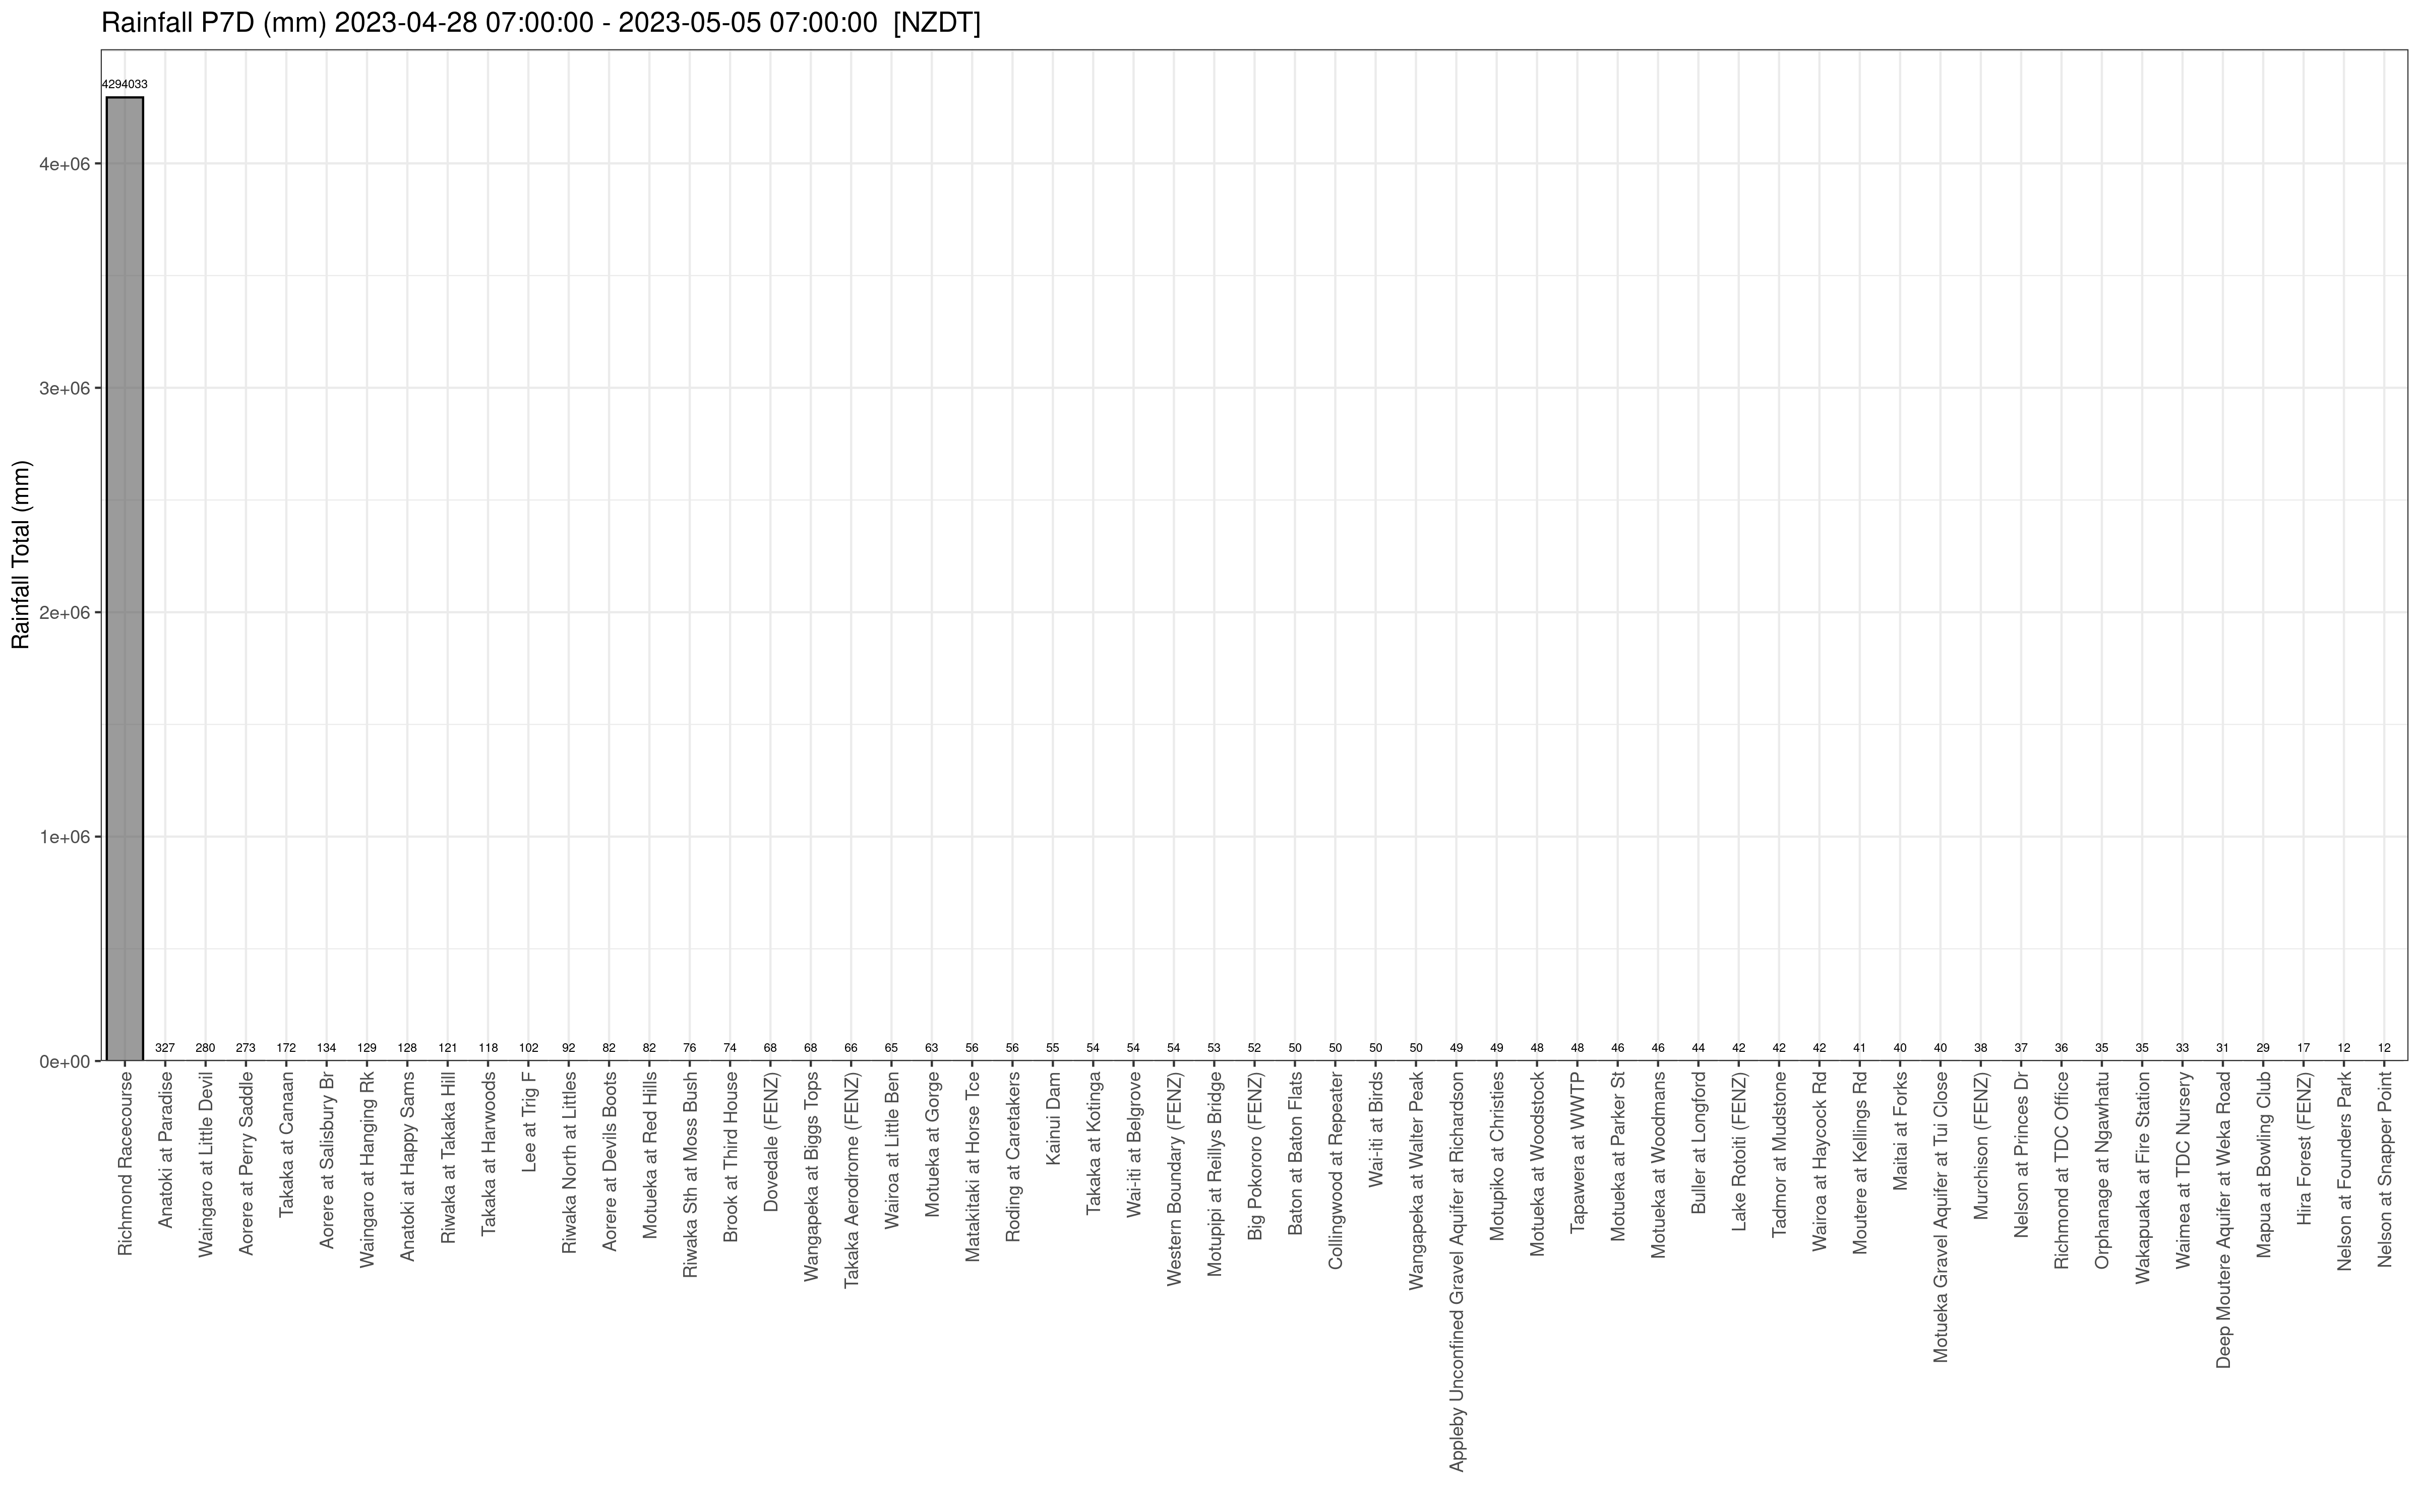 Rainfall P7D (mm) 2023-04-28 07:00:00 - 2023-05-05 07:00:00 [NZDT]
Rainfall Total (mm)
4e+06
3e+06
2e+06
1e+06
0e+00
4294033
327
280
273
172
134
129
128
121
118
102
92
82
82
76
74
68
68
66
65
63
56
56
55
54
54
54
53
52
50
50
50
50
49
49
48
48
46
46
44
42
42
42
41
40
40
38
37
36
35
35
33
31
29
17
12
12
Richmond Racecourse
Anatoki at Paradise
Waingaro at Little Devil
Aorere at Perry Saddle
Takaka at Canaan
Aorere at Salisbury Br
Waingaro at Hanging Rk
Anatoki at Happy Sams
Riwaka at Takaka Hill
Takaka at Harwoods
Lee at Trig F
Riwaka North at Littles
Aorere at Devils Boots
Motueka at Red Hills
Riwaka Sth at Moss Bush
Brook at Third House
Dovedale (FENZ)
Wangapeka at Biggs Tops
Takaka Aerodrome (FENZ)
Wairoa at Little Ben
Motueka at Gorge
Matakitaki at Horse Tce
Roding at Caretakers
Kainui Dam
Takaka at Kotinga
Wai-iti at Belgrove
Western Boundary (FENZ)
Motupipi at Reillys Bridge
Big Pokororo (FENZ)
Baton at Baton Flats
Collingwood at Repeater
Wai-iti at Birds
Wangapeka at Walter Peak
Appleby Unconfined Gravel Aquifer at Richardson
Motupiko at Christies
Motueka at Woodstock
Tapawera at WWTP
Motueka at Parker St
Motueka at Woodmans
Buller at Longford
Lake Rotoiti (FENZ)
Tadmor at Mudstone
Wairoa at Haycock Rd
Moutere at Kellings Rd
Maitai at Forks
Motueka Gravel Aquifer at Tui Close
Murchison (FENZ)
Nelson at Princes Dr
Richmond at TDC Office
Orphanage at Ngawhatu
Wakapuaka at Fire Station
Waimea at TDC Nursery
Deep Moutere Aquifer at Weka Road
Mapua at Bowling Club
Hira Forest (FENZ)
Nelson at Founders Park
Nelson at Snapper Point